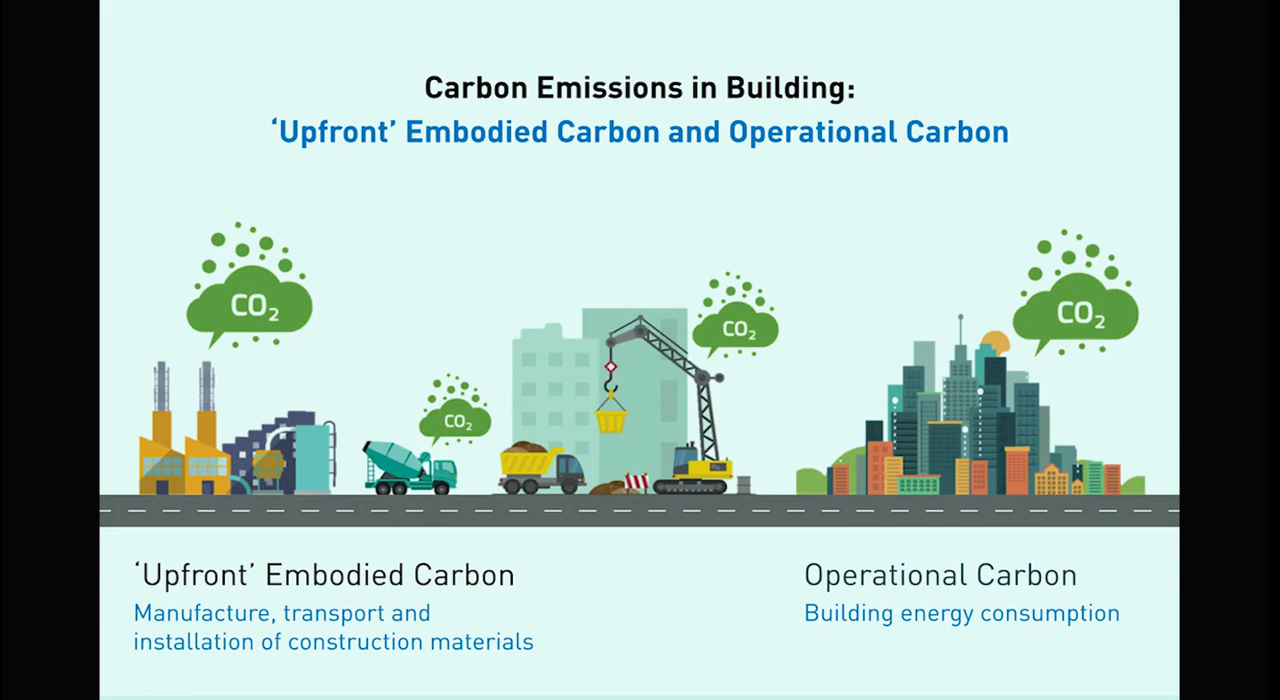 Carbon Emissions in Building:
‘Upfront’ Embodied Carbon and Operational Carbon
CO₂
CO₂
CO₂
CO₂
‘Upfront’ Embodied Carbon
Manufacture, transport and
installation of construction materials
Operational Carbon
Building energy consumption